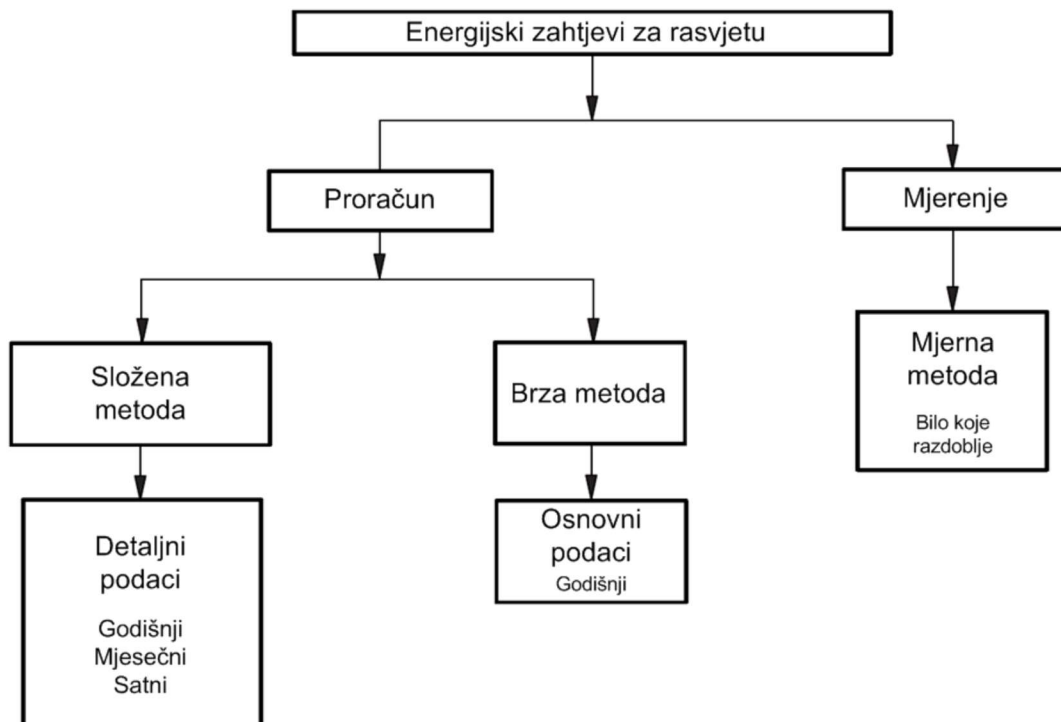 Energijski zahtjevi za rasvjetu
Proračun
Mjerenje
Složena
metoda
Brza metoda
Mjerna
metoda
Bilo koje
razdoblje
Detaljni
podaci
Godišnji
Mjesečni
Satni
Osnovni
podaci
Godišnji